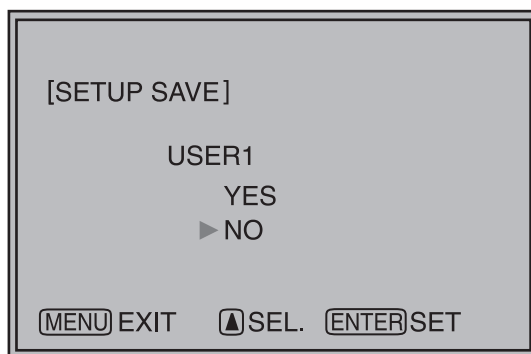 [SETUP SAVE]
USER1
YES
▶ NO
MENU EXIT ▲ SEL. ENTER SET